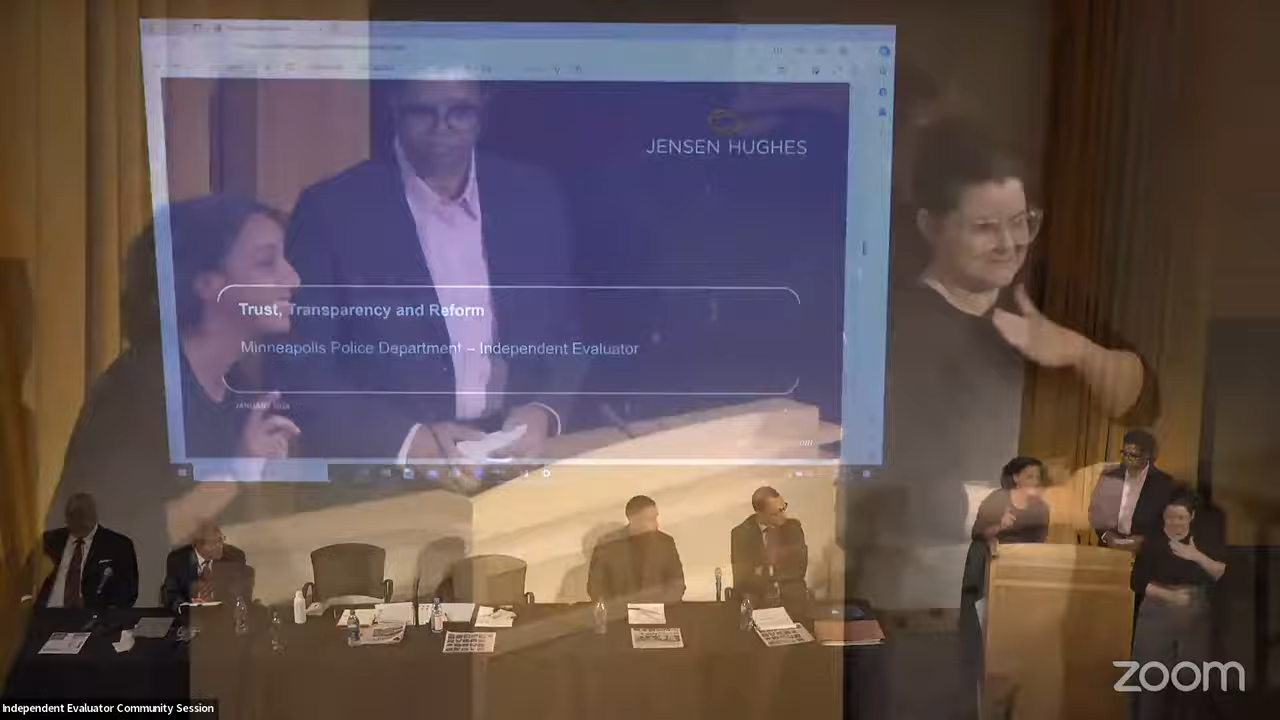 JENSEN HUGHES
Trust, Transparency and Reform
Minneapolis Police Department – Independent Evaluator
zoom
Independent Evaluator Community Session